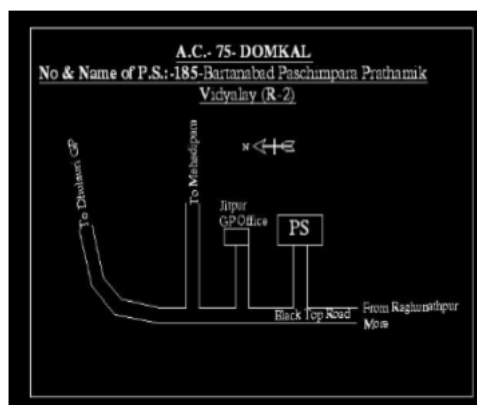 A.C.- 75- DOMKAL
No & Name of P.S.:-185-Bartanabad Paschimpara Prathamik
Vidyalay (R-2)
N
To Dhulauri GP
To Mehedipara
Jitpur
GP Office
PS
From Raghunathpur
More
Black Top Road